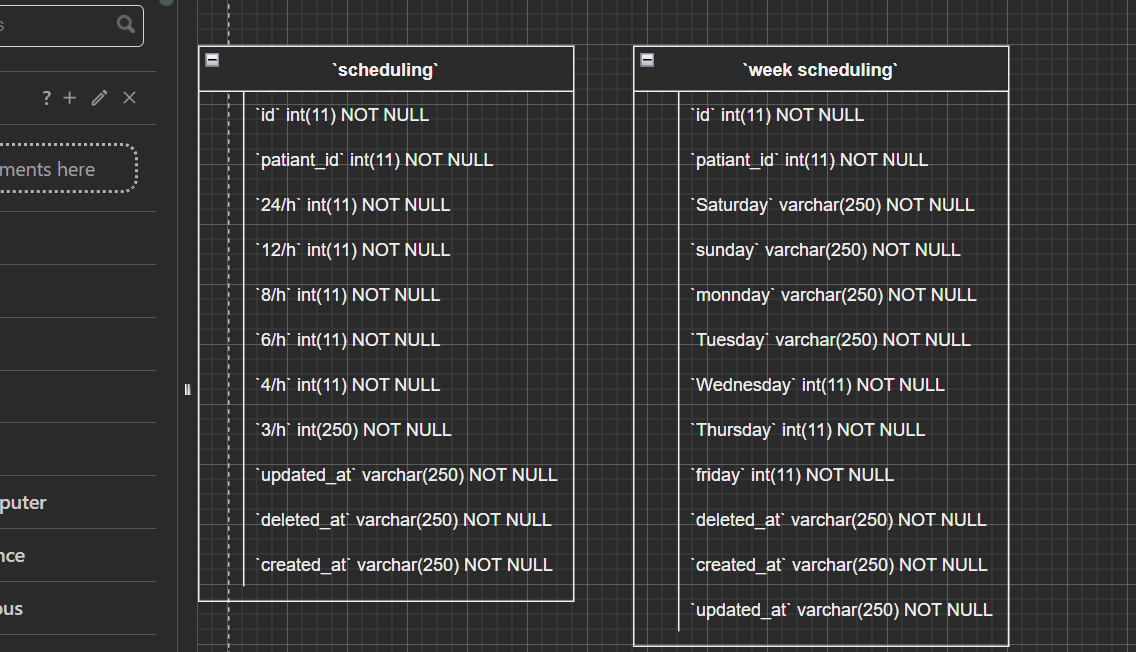 s
?
ments here
puter
nce
ous
`scheduling`
`id` int(11) NOT NULL
`patiant_id` int(11) NOT NULL
`24/h` int(11) NOT NULL
`12/h` int(11) NOT NULL
`8/h` int(11) NOT NULL
`6/h` int(11) NOT NULL
`4/h` int(11) NOT NULL
`3/h` int(250) NOT NULL
`updated_at` varchar(250) NOT NULL
`deleted_at` varchar(250) NOT NULL
`created_at` varchar(250) NOT NULL
`week scheduling`
`id` int(11) NOT NULL
`patiant_id` int(11) NOT NULL
`Saturday` varchar(250) NOT NULL
`sunday` varchar(250) NOT NULL
`monnday` varchar(250) NOT NULL
`Tuesday` varchar(250) NOT NULL
`Wednesday` int(11) NOT NULL
`Thursday` int(11) NOT NULL
`friday` int(11) NOT NULL
`deleted_at` varchar(250) NOT NULL
`created_at` varchar(250) NOT NULL
`updated_at` varchar(250) NOT NULL